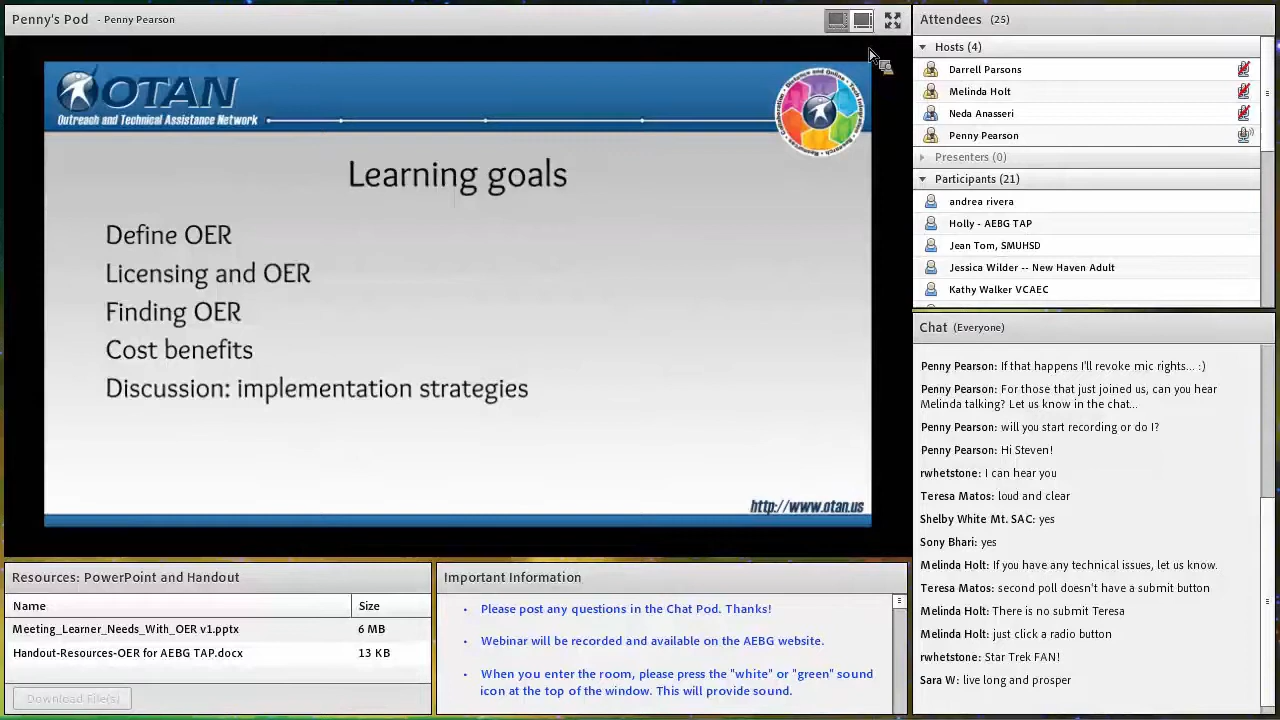 Penny's Pod - Penny Pearson
OTAN
Outreach and Technical Assistance Network
Learning goals
Define OER
Licensing and OER
Finding OER
Cost benefits
Discussion: implementation strategies
http://www.otan.us
Attendees (25)
Hosts (4)
Darrell Parsons
Melinda Holt
Neda Anasseri
Penny Pearson
Presenters (0)
Participants (21)
andrea rivera
Holly - AEBG TAP
Jean Tom, SMUHSD
Jessica Wilder -- New Haven Adult
Kathy Walker VCAEC
Chat (Everyone)
Penny Pearson: If that happens I'll revoke mic rights... :)
Penny Pearson: For those that just joined us, can you hear
Melinda talking? Let us know in the chat...
Penny Pearson: will you start recording or do I?
Penny Pearson: Hi Steven!
rwhetstone: I can hear you
Teresa Matos: loud and clear
Shelby White Mt. SAC: yes
Sony Bhari: yes
Melinda Holt: If you have any technical issues, let us know.
Teresa Matos: second poll doesn't have a submit button
Melinda Holt: There is no submit Teresa
Melinda Holt: just click a radio button
rwhetstone: Star Trek FAN!
Sara W: live long and prosper
Resources: PowerPoint and Handout
Name Size
Meeting_Learner_Needs_With_OER v1.pptx 6 MB
Handout-Resources-OER for AEBG TAP.docx 13 KB
Download File(s)
Important Information
• Please post any questions in the Chat Pod. Thanks!
• Webinar will be recorded and available on the AEBG website.
• When you enter the room, please press the "white" or "green" sound
icon at the top of the window. This will provide sound.